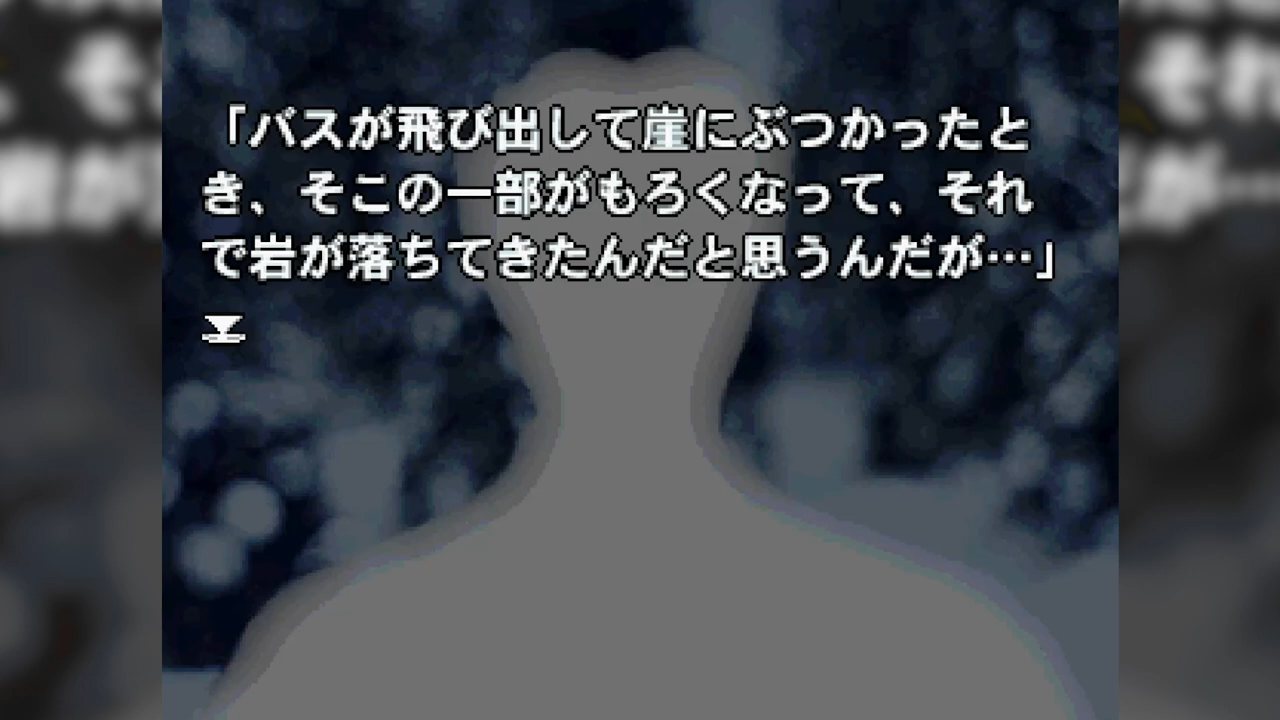 「バスが飛び出して崖にぶつかったと
き、そこの一部がもろくなって、それ
で岩が落ちてきたんだと思うんだが…」